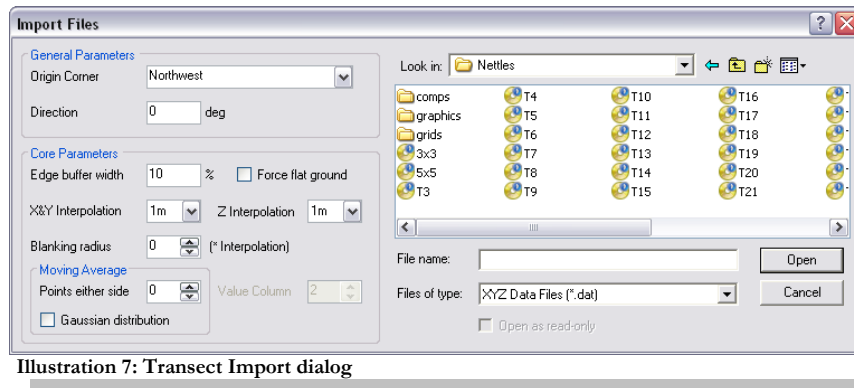 Import Files
General Parameters
Origin Corner Northwest
Direction 0 deg
Core Parameters
Edge buffer width 10 % Force flat ground
X&Y Interpolation 1m Z Interpolation 1m
Blanking radius 0 (* Interpolation)
Moving Average
Points either side 0 Value Column 2
Gaussian distribution
Look in: Nettles
comps T4 T10 T16
graphics T5 T11 T17
grids T6 T12 T18
3x3 T7 T13 T19
5x5 T8 T14 T20
T3 T9 T15 T21
File name: Open
Files of type: XYZ Data Files (*.dat) Cancel
Open as read-only
Illustration 7: Transect Import dialog